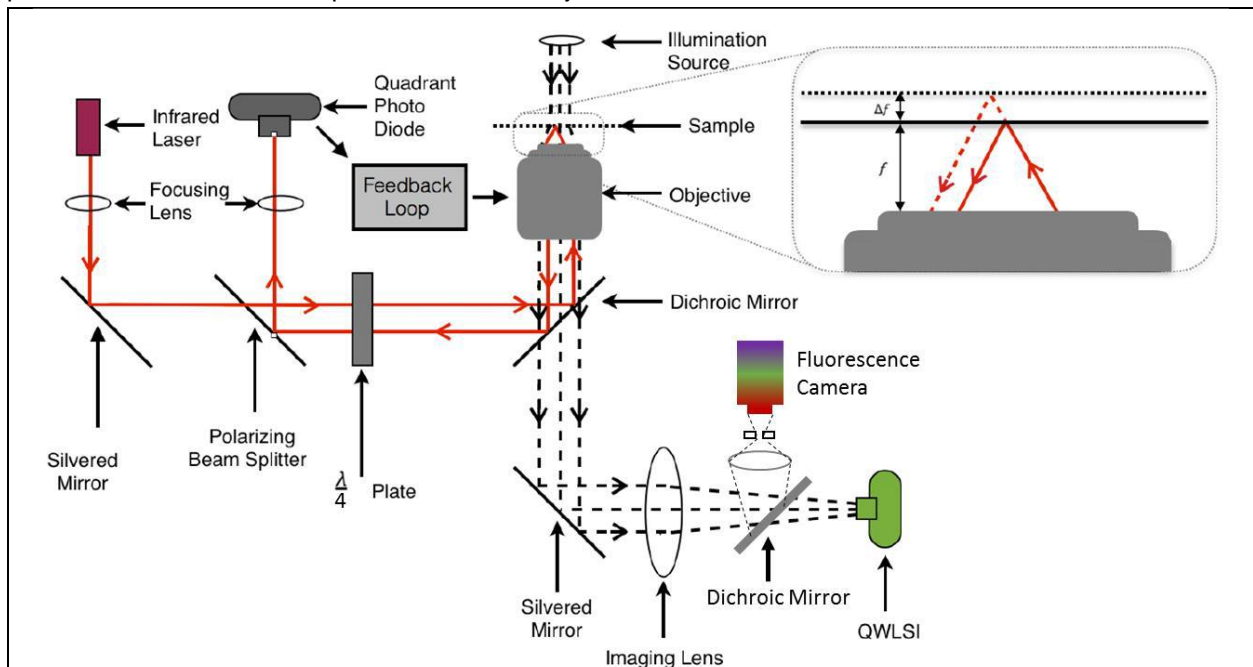 Illumination
Source
Quadrant
Photo
Diode
Infrared
Laser
Δf
Sample
f
Focusing
Lens
Feedback
Loop
Objective
Dichroic Mirror
Fluorescence
Camera
Silvered
Mirror
Polarizing
Beam Splitter
λ
4 Plate
Silvered
Mirror
Dichroic Mirror
QWLSI
Imaging Lens